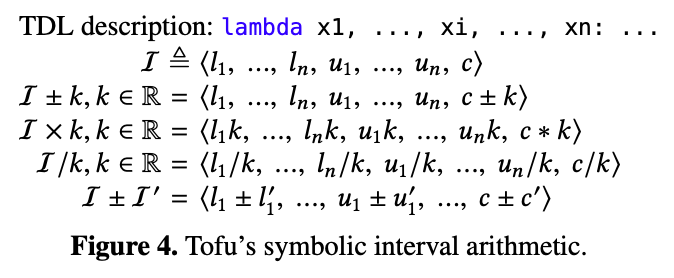 TDL description: lambda x1, ..., xi, ..., xn: ...
𝓘 ≜ ⟨l₁, ..., lₙ, u₁, ..., uₙ, c⟩
𝓘 ± k, k ∈ ℝ = ⟨l₁, ..., lₙ, u₁, ..., uₙ, c ± k⟩
𝓘 × k, k ∈ ℝ = ⟨l₁k, ..., lₙk, u₁k, ..., uₙk, c * k⟩
𝓘/k, k ∈ ℝ = ⟨l₁/k, ..., lₙ/k, u₁/k, ..., uₙ/k, c/k⟩
𝓘 ± 𝓘′ = ⟨l₁ ± l′₁, ..., u₁ ± u′₁, ..., c ± c′⟩
Figure 4. Tofu's symbolic interval arithmetic.